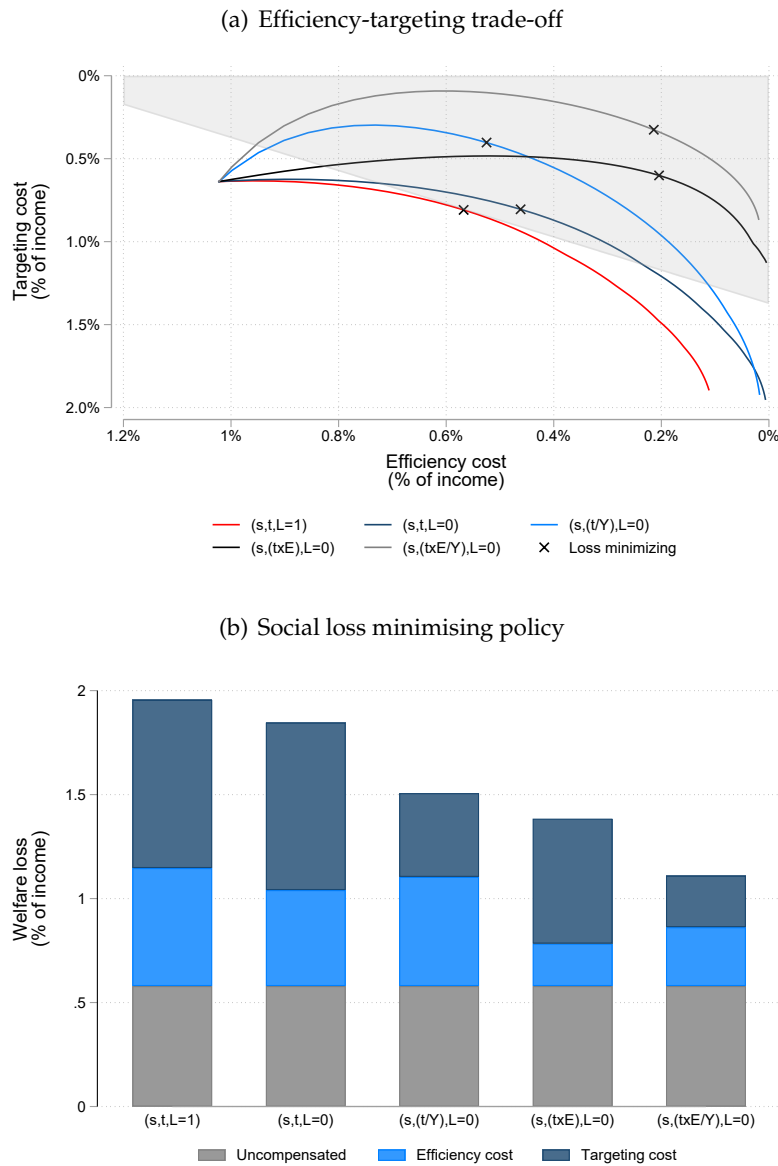 (a) Efficiency-targeting trade-off
0%
0.5%
1.0%
1.5%
2.0%
Targeting cost
(% of income)
1.2%
1%
0.8%
0.6%
0.4%
0.2%
0%
Efficiency cost
(% of income)
(s,t,L=1)
(s,t,L=0)
(s,(t/Y),L=0)
(s,(txE),L=0)
(s,(txE/Y),L=0)
Loss minimizing
(b) Social loss minimising policy
2
1.5
1
.5
0
Welfare loss
(% of income)
(s,t,L=1)
(s,t,L=0)
(s,(t/Y),L=0)
(s,(txE),L=0)
(s,(txE/Y),L=0)
Uncompensated
Efficiency cost
Targeting cost